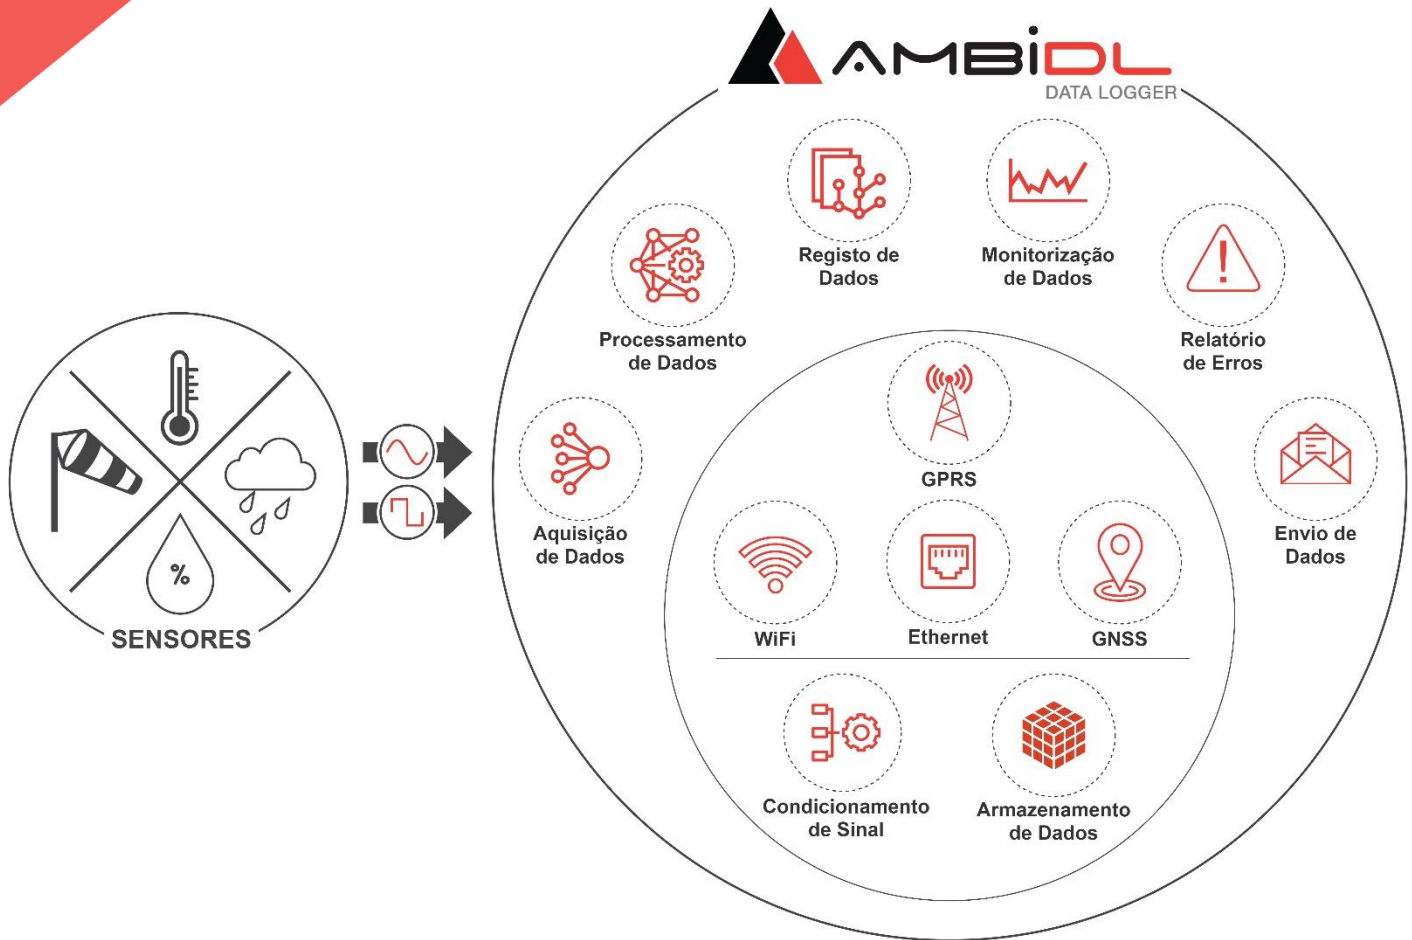 AMBiDL
DATA LOGGER
Registo de
Dados
Monitorização
de Dados
Processamento
de Dados
Relatório
de Erros
Aquisição
de Dados
GPRS
Envio de
Dados
%
SENSORES
WiFi
Ethernet
GNSS
Condicionamento
de Sinal
Armazenamento
de Dados